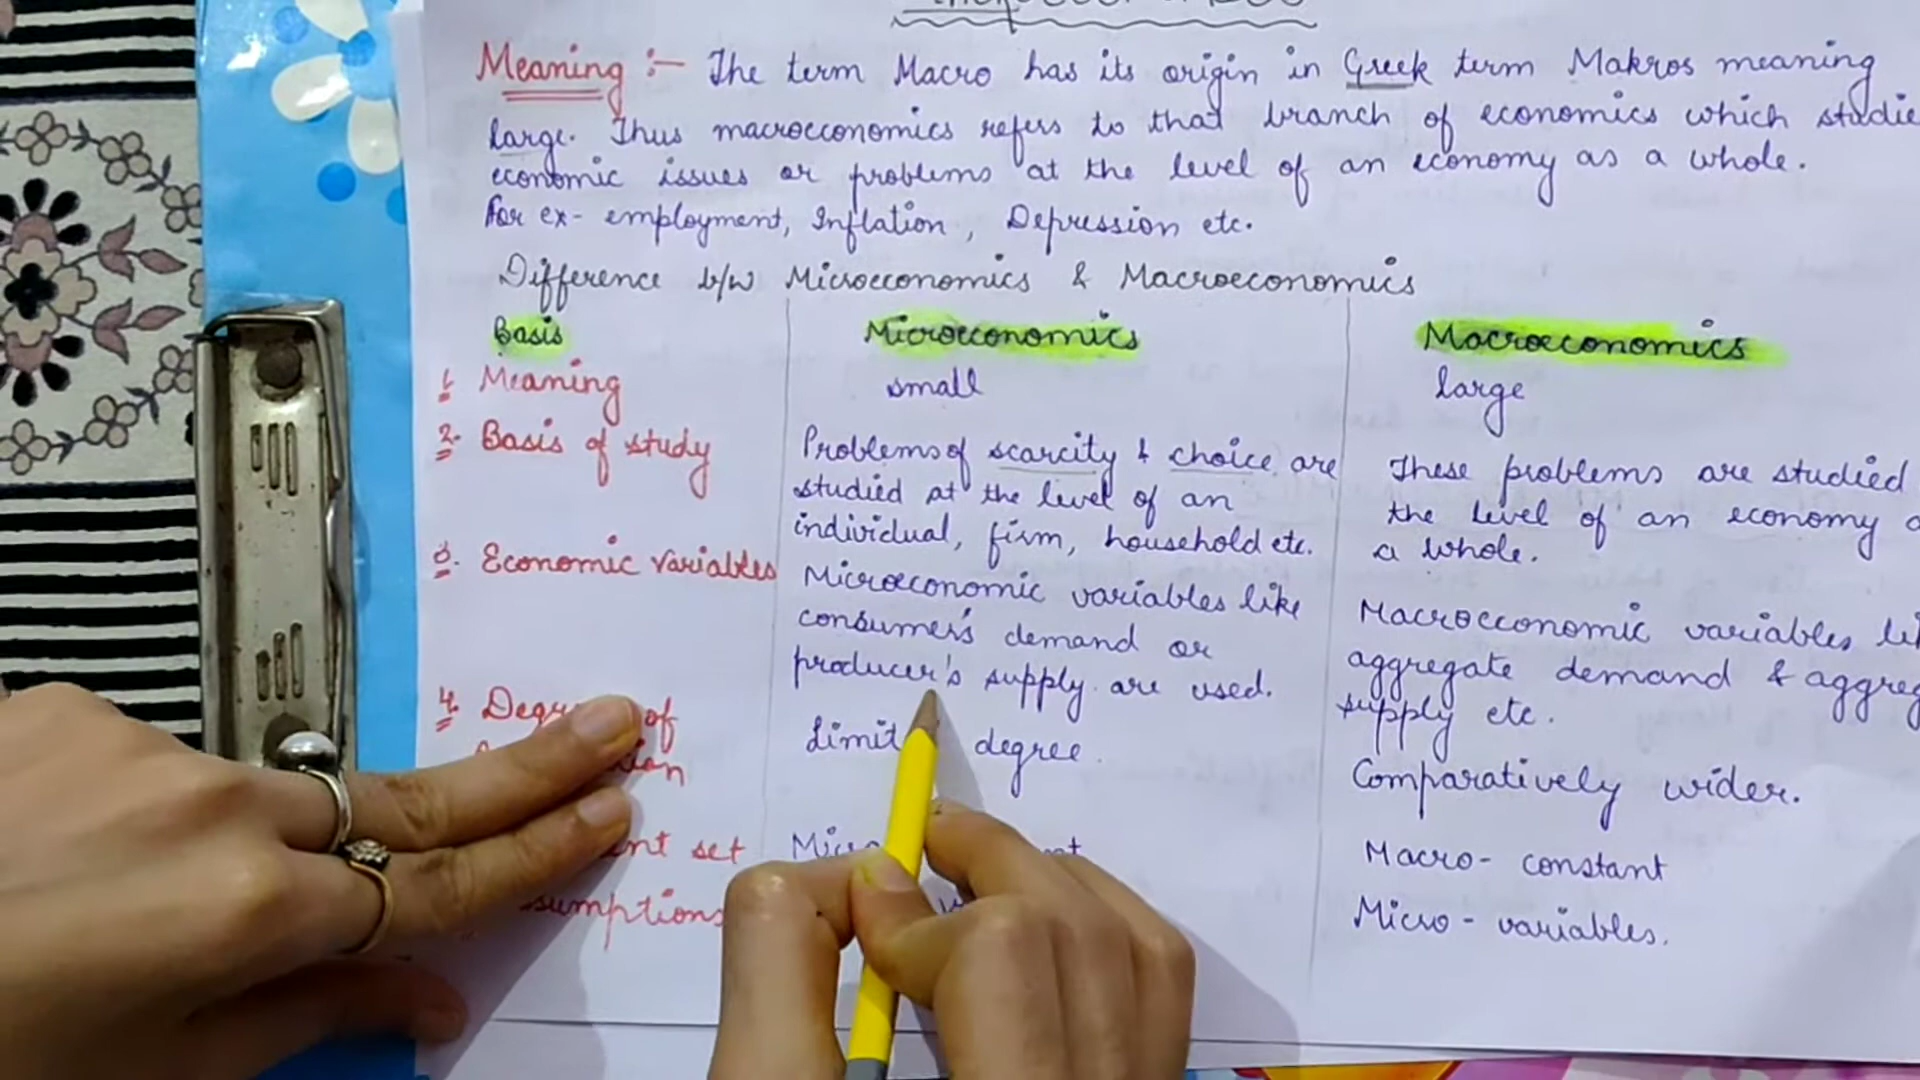 Meaning :- The term Macro has its origin in Greek term Makros meaning
large. Thus macroeconomics refers to that branch of economics which studie
economic issues or problems at the level of an economy as a whole.
For ex- employment, Inflation, Depression etc.
Difference b/w Microeconomics & Macroeconomics
Basis Microeconomics Macroeconomics
1. Meaning small large
2. Basis of study
Problems of scarcity & choice are
studied at the level of an
individual, firm, household etc.
These problems are studied
the level of an economy
a whole.
3. Economic Variables
Microeconomic variables like
consumer's demand or
producer's supply are used.
Macroeconomic variables
aggregate demand &
supply etc.
4. of
degree.
Comparatively wider.
set
Macro - constant
Micro - variables.